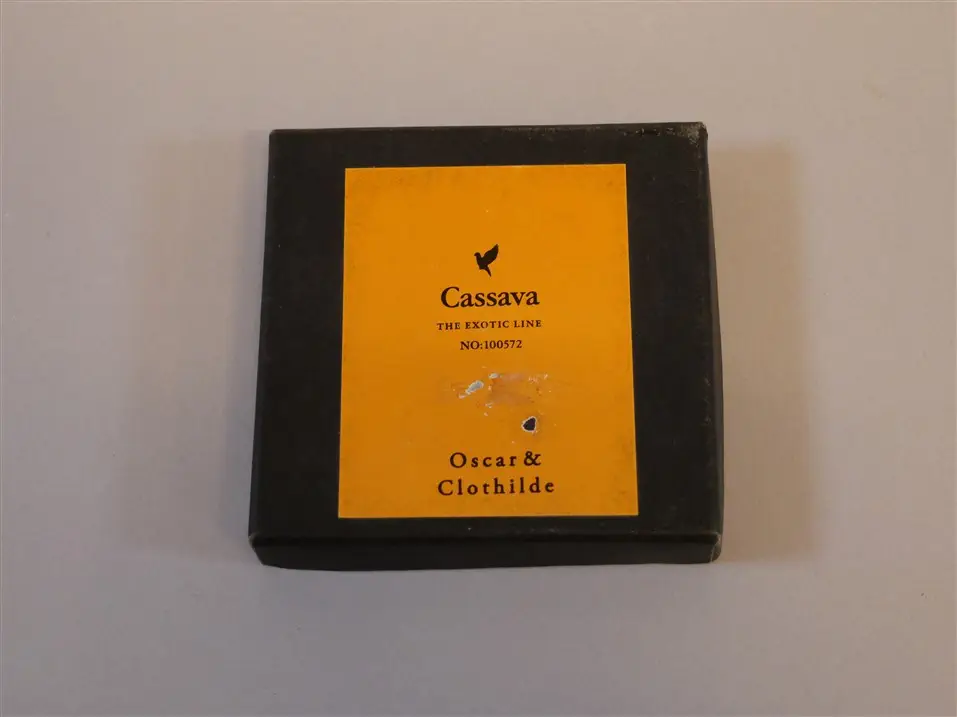 Cassava
THE EXOTIC LINE
NO:100572
Oscar &
Clothilde